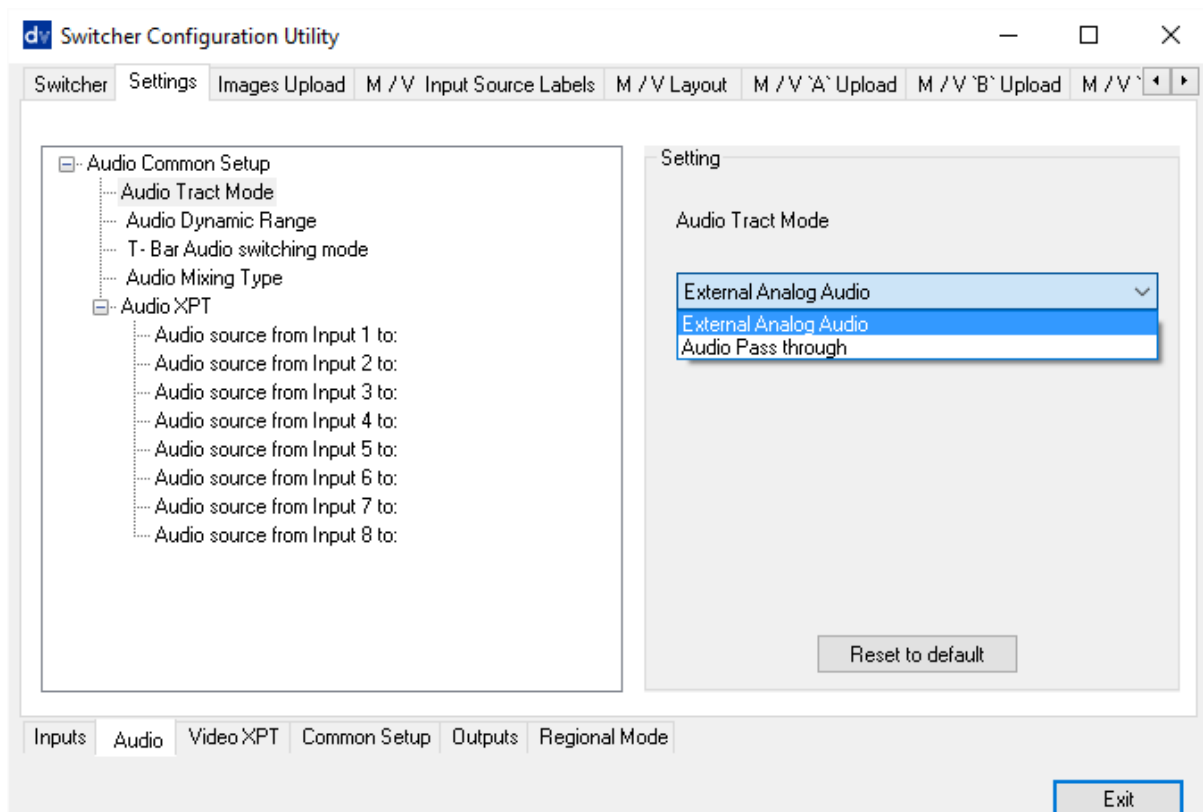 dv Switcher Configuration Utility
Switcher Settings Images Upload M / V Input Source Labels M / V Layout M / V `A` Upload M / V `B` Upload M / V `
Audio Common Setup
Audio Tract Mode
Audio Dynamic Range
T- Bar Audio switching mode
Audio Mixing Type
Audio XPT
Audio source from Input 1 to:
Audio source from Input 2 to:
Audio source from Input 3 to:
Audio source from Input 4 to:
Audio source from Input 5 to:
Audio source from Input 6 to:
Audio source from Input 7 to:
Audio source from Input 8 to:
Setting
Audio Tract Mode
External Analog Audio
External Analog Audio
Audio Pass through
Reset to default
Inputs Audio Video XPT Common Setup Outputs Regional Mode
Exit